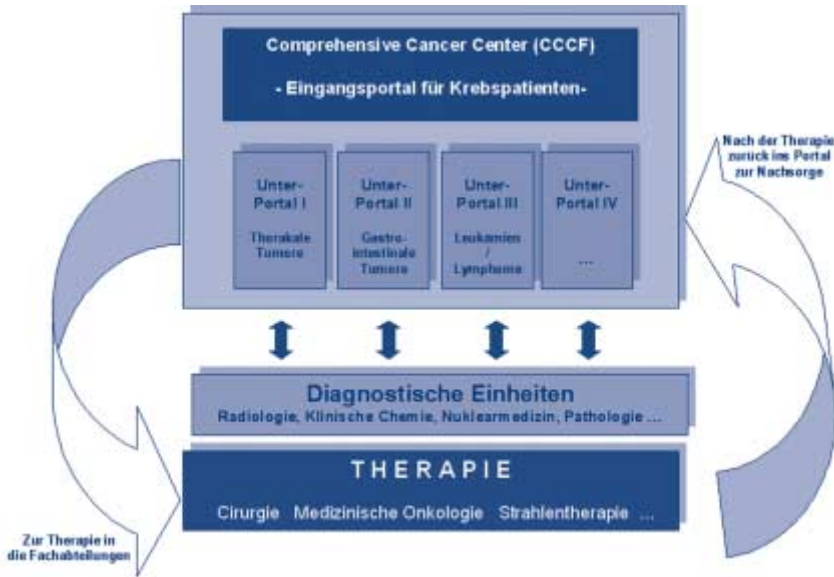 Comprehensive Cancer Center (CCCF)
- Eingangsportal für Krebspatienten-
Nach der Therapie
zurück ins Portal
zur Nachsorge
Unter-
Portal I
Thorakale
Tumore
Unter-
Portal II
Gastro-
intestinale
Tumore
Unter-
Portal III
Leukämien
/
Lymphome
Unter-
Portal IV
...
Diagnostische Einheiten
Radiologie, Klinische Chemie, Nuklearmedizin, Pathologie ...
THERAPIE
Cirurgie Medizinische Onkologie Strahlentherapie ...
Zur Therapie in
die Fachabteilungen